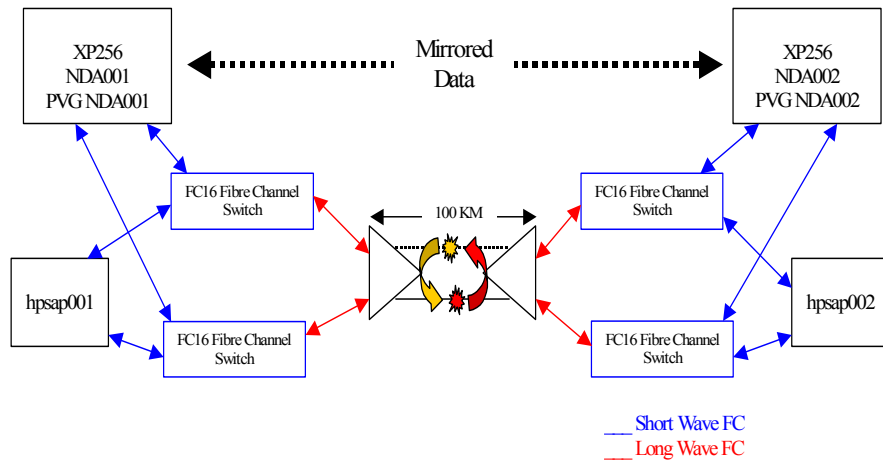 XP256
NDA001
PVG NDA001
Mirrored
Data
XP256
NDA002
PVG NDA002
FC16 Fibre Channel
Switch
100 KM
FC16 Fibre Channel
Switch
hpsap001
hpsap002
FC16 Fibre Channel
Switch
FC16 Fibre Channel
Switch
___ Short Wave FC
___ Long Wave FC